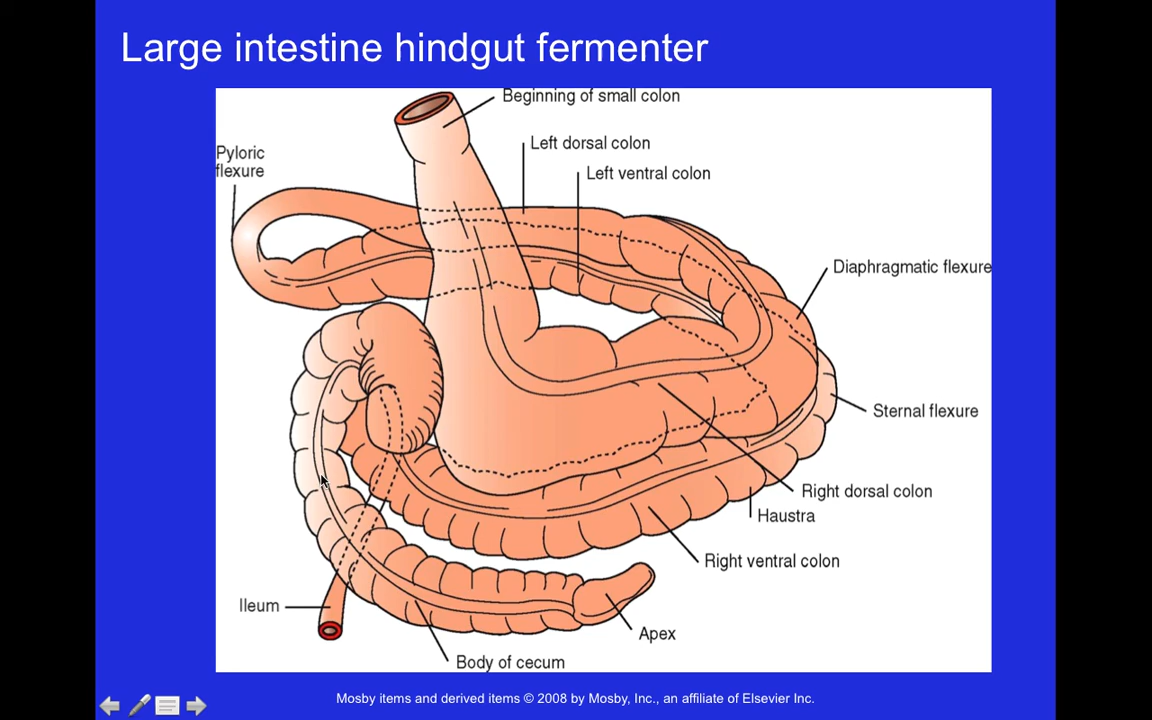 Large intestine hindgut fermenter
Beginning of small colon
Left dorsal colon
Pyloric
flexure
Left ventral colon
Diaphragmatic flexure
Sternal flexure
Right dorsal colon
Haustra
Right ventral colon
Ileum
Apex
Body of cecum
Mosby items and derived items © 2008 by Mosby, Inc., an affiliate of Elsevier Inc.